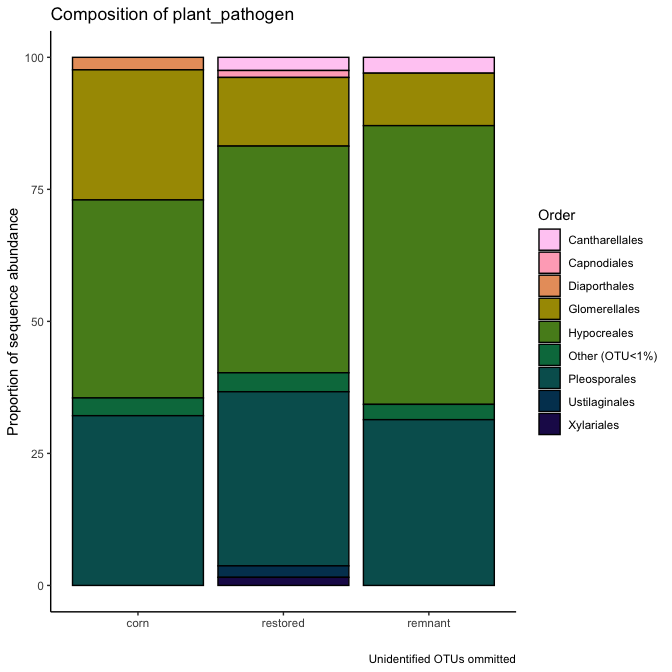 Composition of plant_pathogen
Proportion of sequence abundance
100
75
50
25
0
corn
restored
remnant
Order
Cantharellales
Capnodiales
Diaporthales
Glomerellales
Hypocreales
Other (OTU<1%)
Pleosporales
Ustilaginales
Xylariales
Unidentified OTUs ommitted